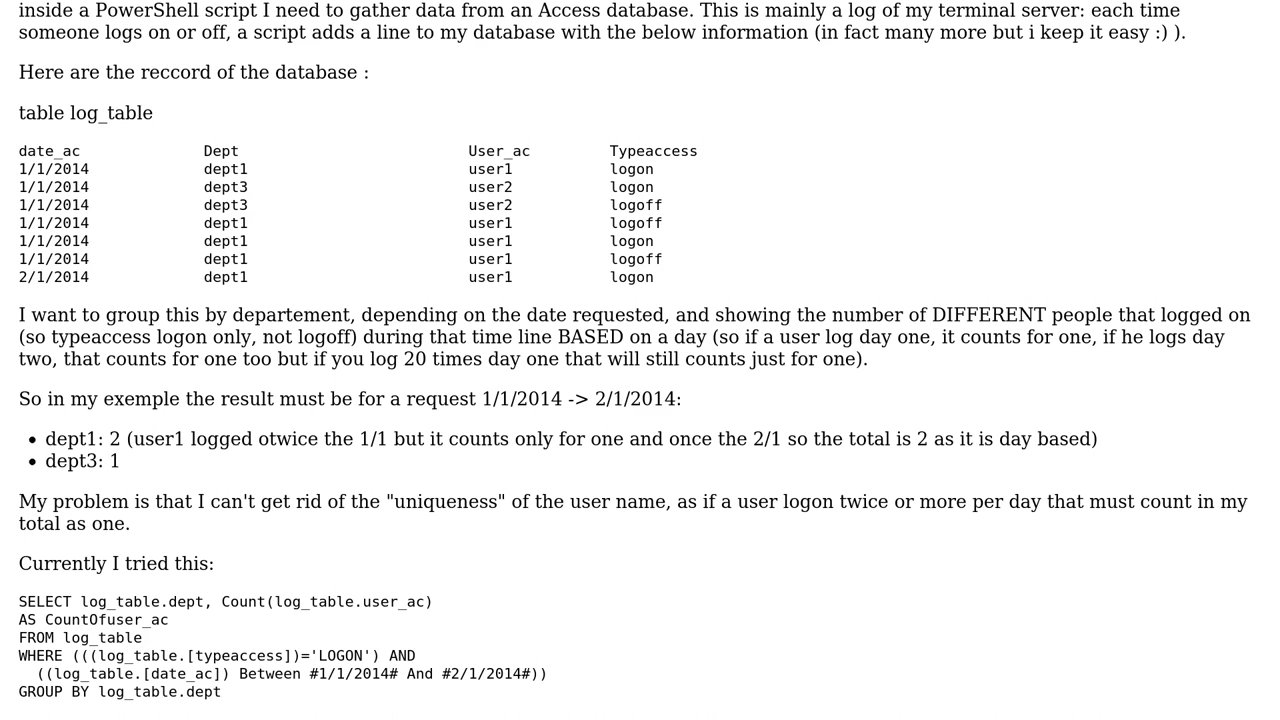 inside a PowerShell script I need to gather data from an Access database. This is mainly a log of my terminal server: each time
someone logs on or off, a script adds a line to my database with the below information (in fact many more but i keep it easy :) ).
Here are the reccord of the database :
table log_table
date_ac Dept User_ac Typeaccess
1/1/2014 dept1 user1 logon
1/1/2014 dept3 user2 logon
1/1/2014 dept3 user2 logoff
1/1/2014 dept1 user1 logoff
1/1/2014 dept1 user1 logon
1/1/2014 dept1 user1 logoff
2/1/2014 dept1 user1 logon
I want to group this by departement, depending on the date requested, and showing the number of DIFFERENT people that logged on
(so typeaccess logon only, not logoff) during that time line BASED on a day (so if a user log day one, it counts for one, if he logs day
two, that counts for one too but if you log 20 times day one that will still counts just for one).
So in my exemple the result must be for a request 1/1/2014 -> 2/1/2014:
• dept1: 2 (user1 logged otwice the 1/1 but it counts only for one and once the 2/1 so the total is 2 as it is day based)
• dept3: 1
My problem is that I can't get rid of the "uniqueness" of the user name, as if a user logon twice or more per day that must count in my
total as one.
Currently I tried this:
SELECT log_table.dept, Count(log_table.user_ac)
AS CountOfuser_ac
FROM log_table
WHERE (((log_table.[typeaccess])='LOGON') AND
  ((log_table.[date_ac]) Between #1/1/2014# And #2/1/2014#))
GROUP BY log_table.dept